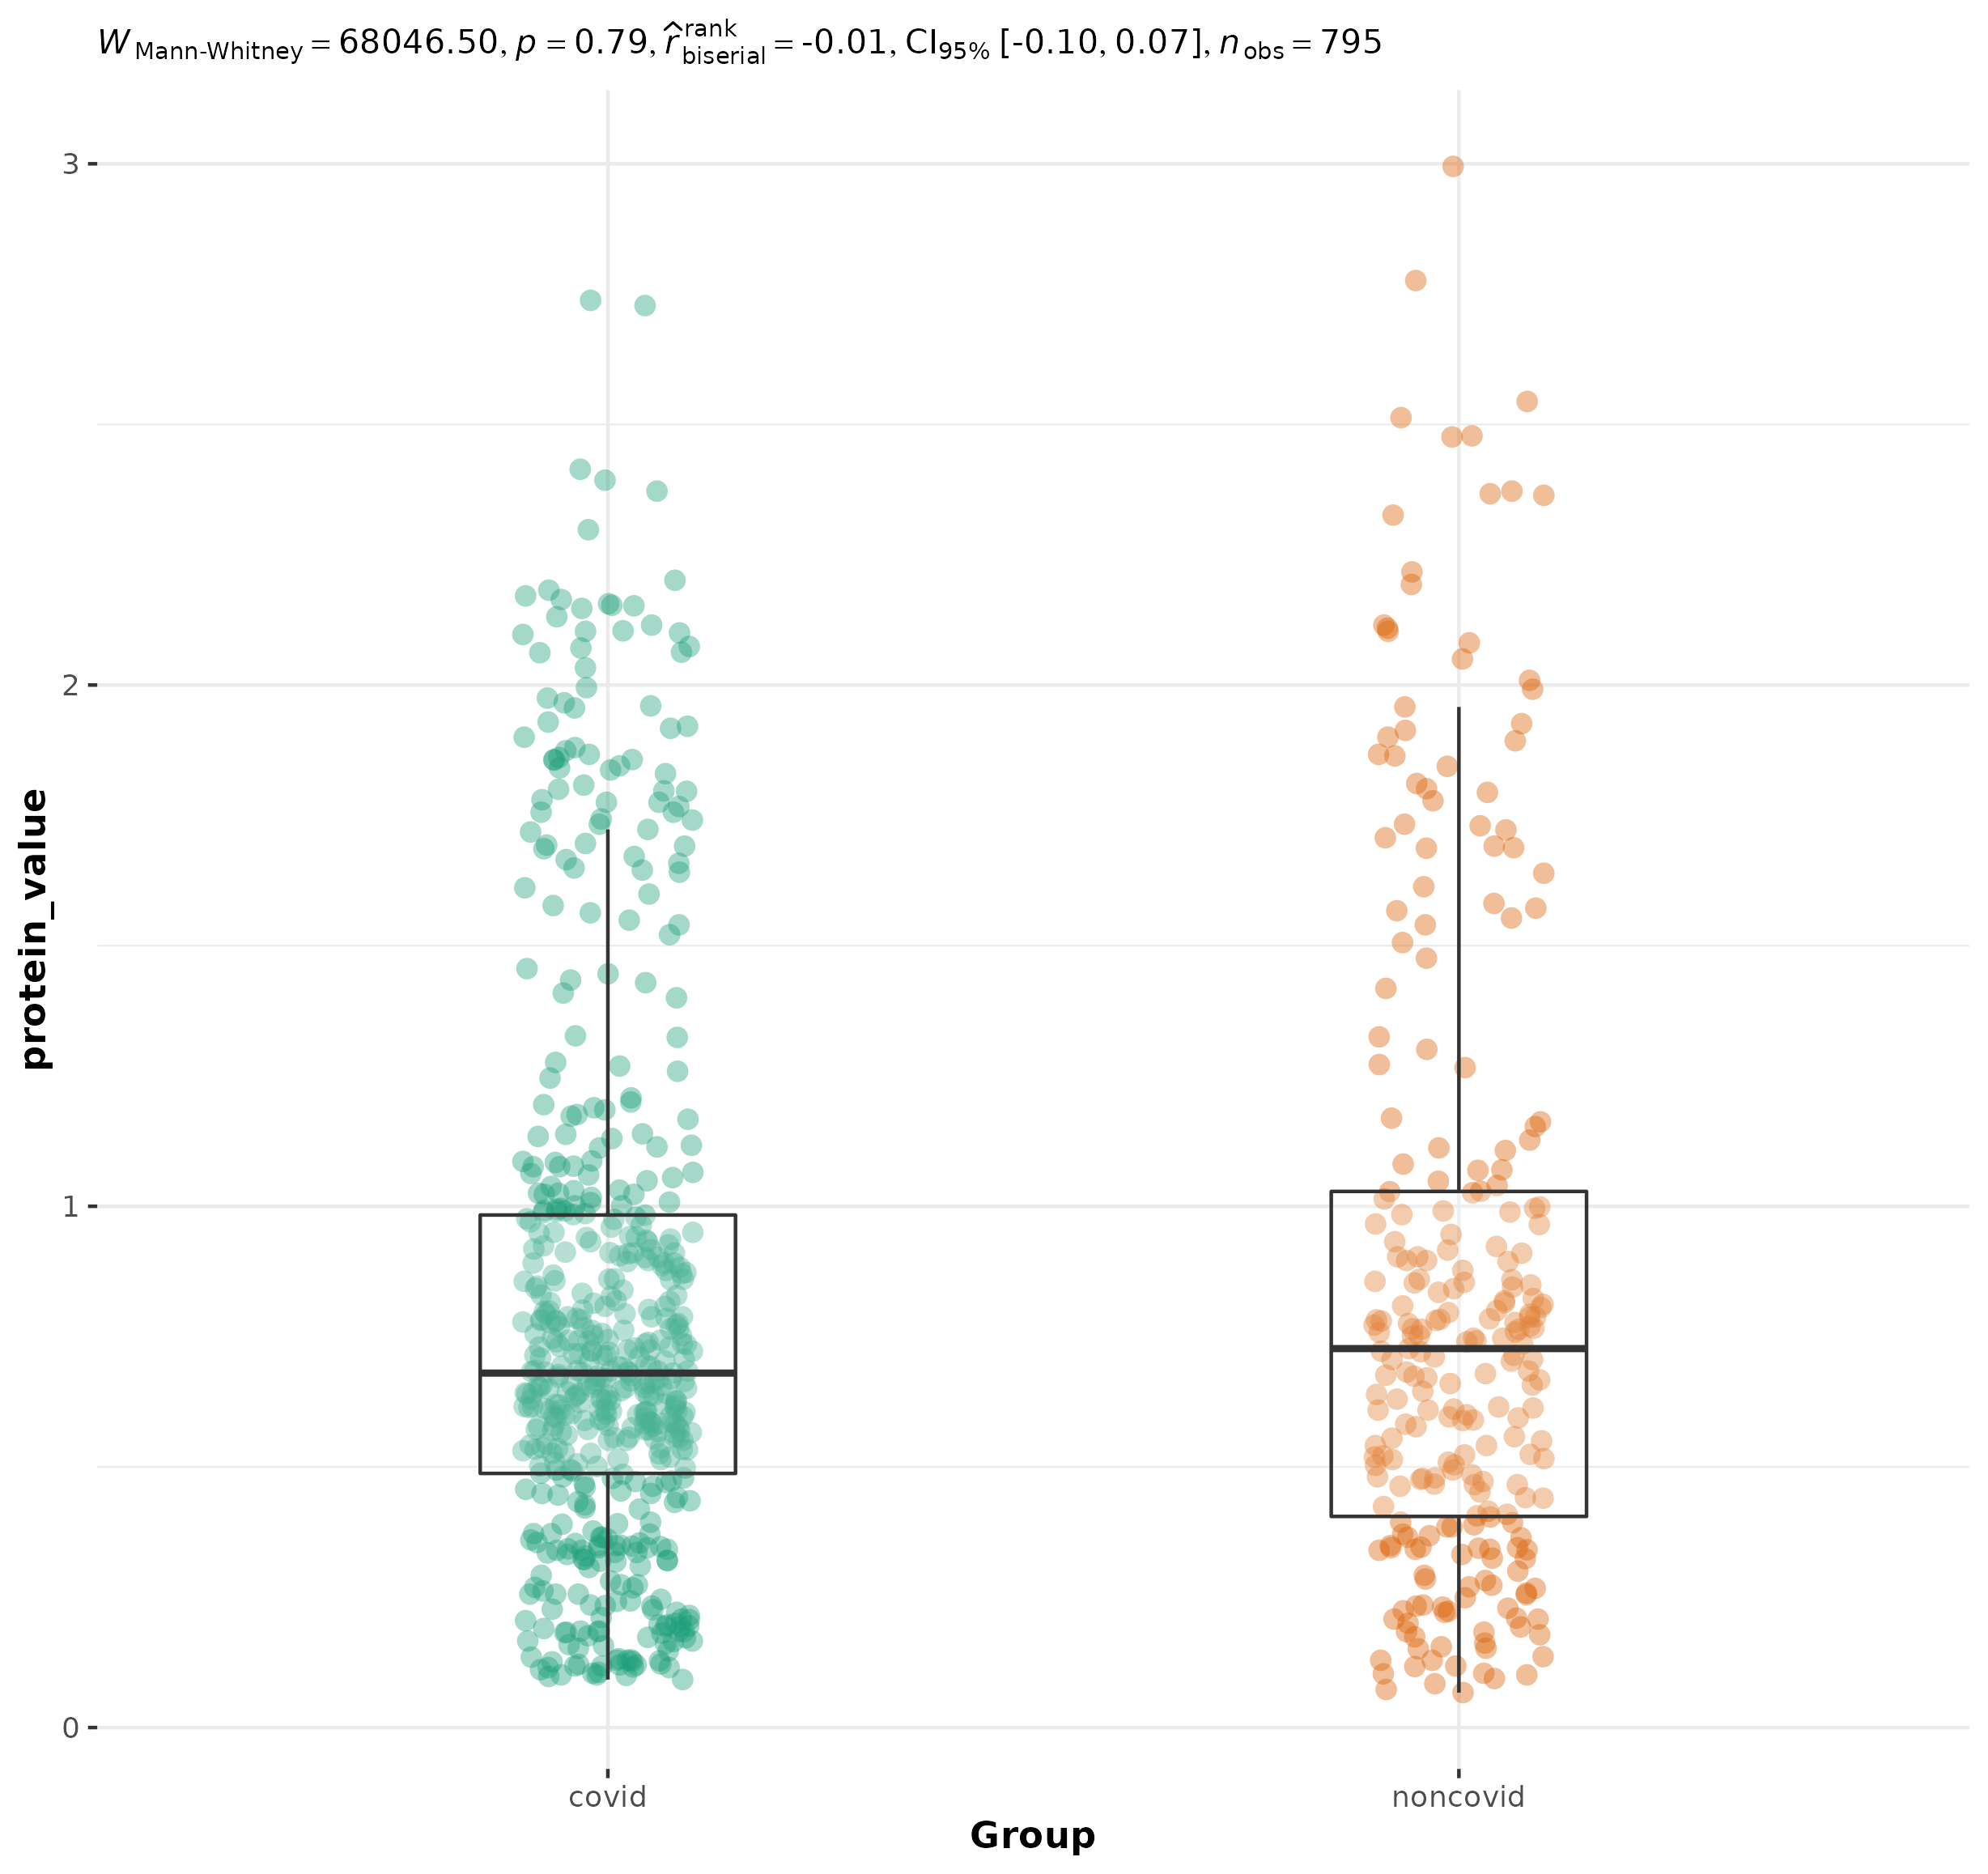 W Mann-Whitney = 68046.50, p = 0.79, r̂ rank biserial = -0.01, CI95% [-0.10, 0.07], n obs = 795
3
2
1
0
protein_value
covid noncovid
Group